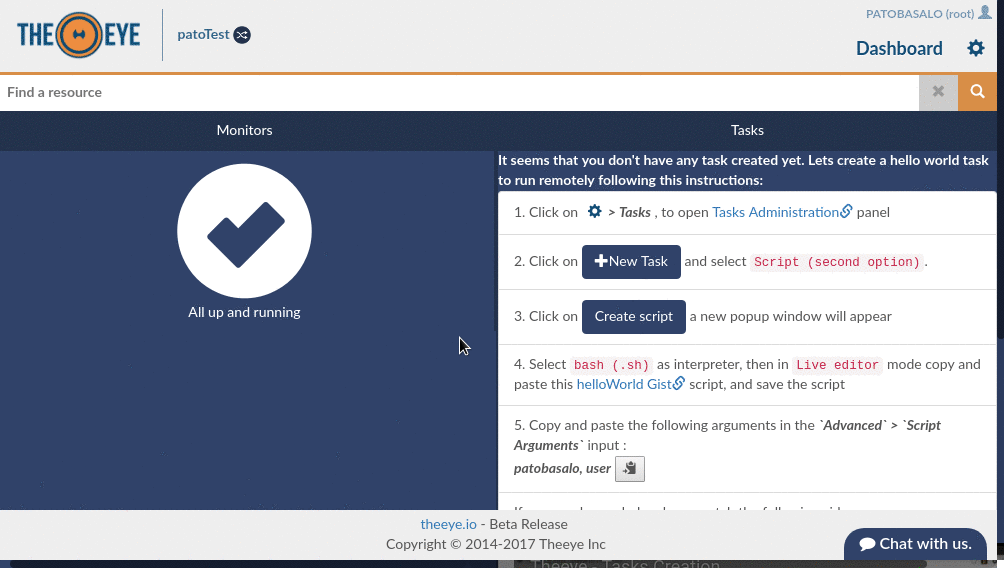 THE EYE
patoTest
PATOBASALO (root)
Dashboard
Find a resource
Monitors
Tasks
All up and running
It seems that you don't have any task created yet. Lets create a hello world task
to run remotely following this instructions:
1. Click on > Tasks , to open Tasks Administration panel
2. Click on New Task and select Script (second option) .
3. Click on Create script a new popup window will appear
4. Select bash (.sh) as interpreter, then in Live editor mode copy and
paste this helloWorld Gist script, and save the script
5. Copy and paste the following arguments in the `Advanced` > `Script
Arguments` input :
patobasalo, user
theeye.io - Beta Release
Copyright © 2014-2017 Theeye Inc
Chat with us.
Theeye - Tasks Creation